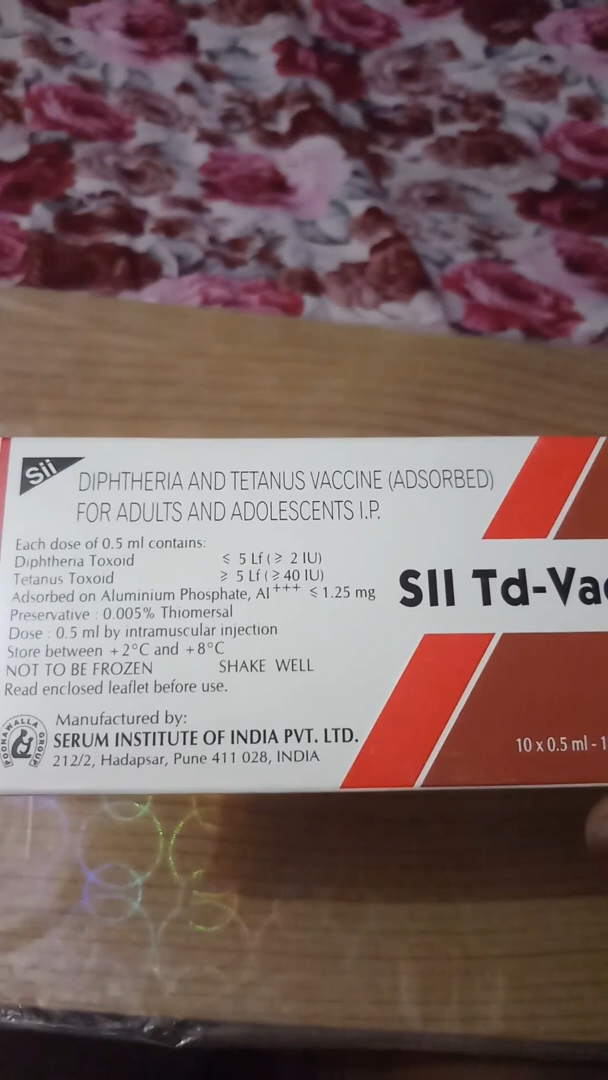 Sii
DIPHTHERIA AND TETANUS VACCINE (ADSORBED)
FOR ADULTS AND ADOLESCENTS I.P.
Each dose of 0.5 ml contains:
Diphtheria Toxoid ≤ 5 Lf (≥ 2 IU)
Tetanus Toxoid ≥ 5 Lf (≥ 40 IU)
Adsorbed on Aluminium Phosphate, Al+++ ≤ 1.25 mg
Preservative : 0.005% Thiomersal
Dose : 0.5 ml by intramuscular injection
Store between +2°C and +8°C
NOT TO BE FROZEN SHAKE WELL
Read enclosed leaflet before use.
POONAWALLA GROUP
Manufactured by:
SERUM INSTITUTE OF INDIA PVT. LTD.
212/2, Hadapsar, Pune 411 028, INDIA
SII Td-Vac
10 x 0.5 ml - 1